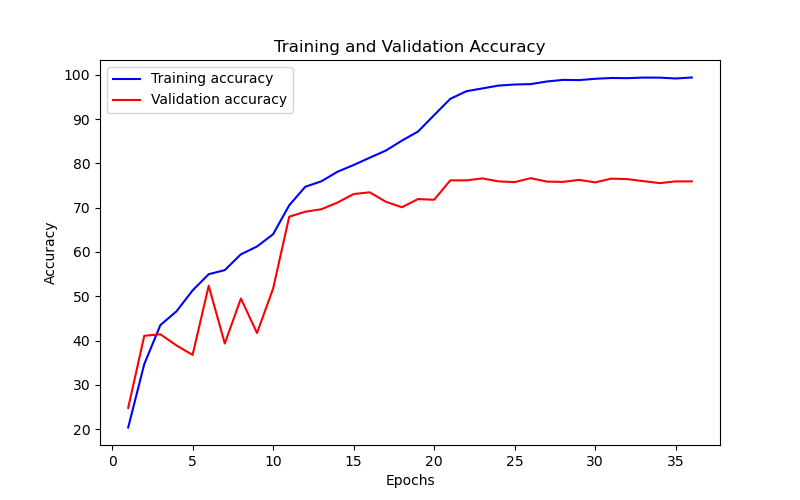 Training and Validation Accuracy
Training accuracy
Validation accuracy
100
90
80
70
60
50
40
30
20
Accuracy
0 5 10 15 20 25 30 35
Epochs